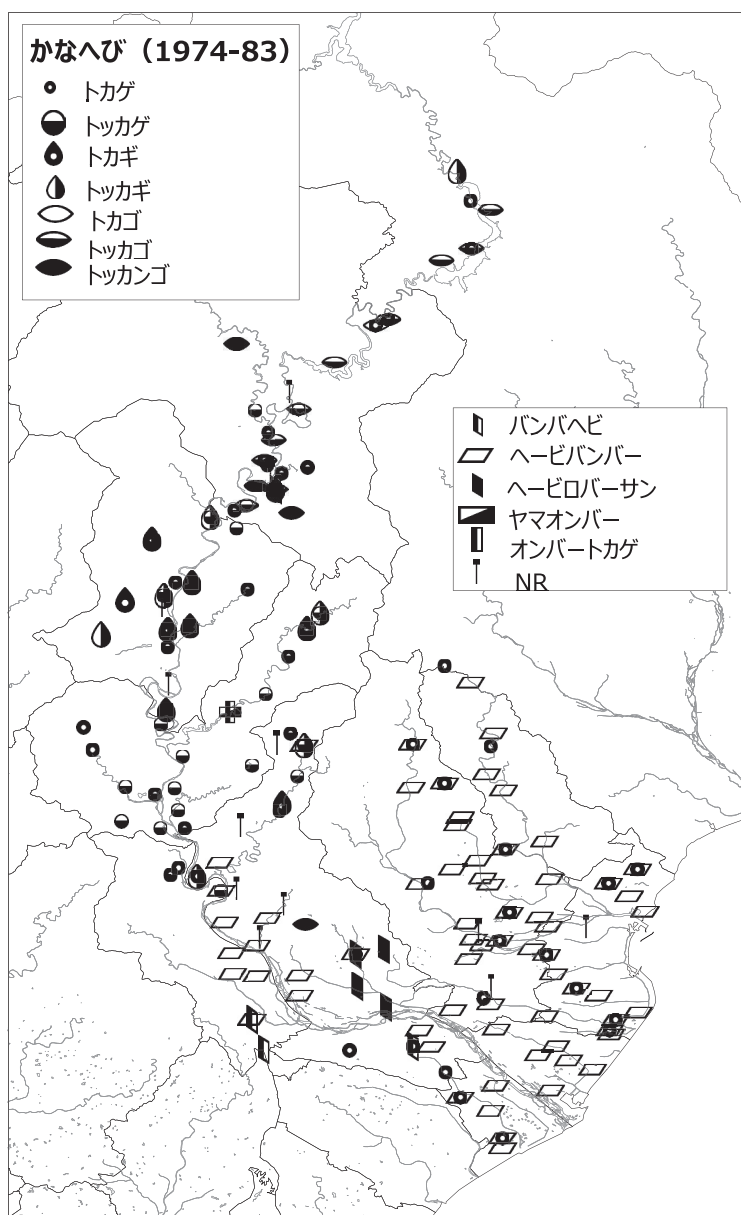 かなへび（1974-83）
トカゲ
トッカゲ
トカギ
トッカギ
トカゴ
トッカゴ
トッカンゴ
バンバヘビ
ヘービバンバー
ヘービロバーサン
ヤマオンバー
オンバートカゲ
NR